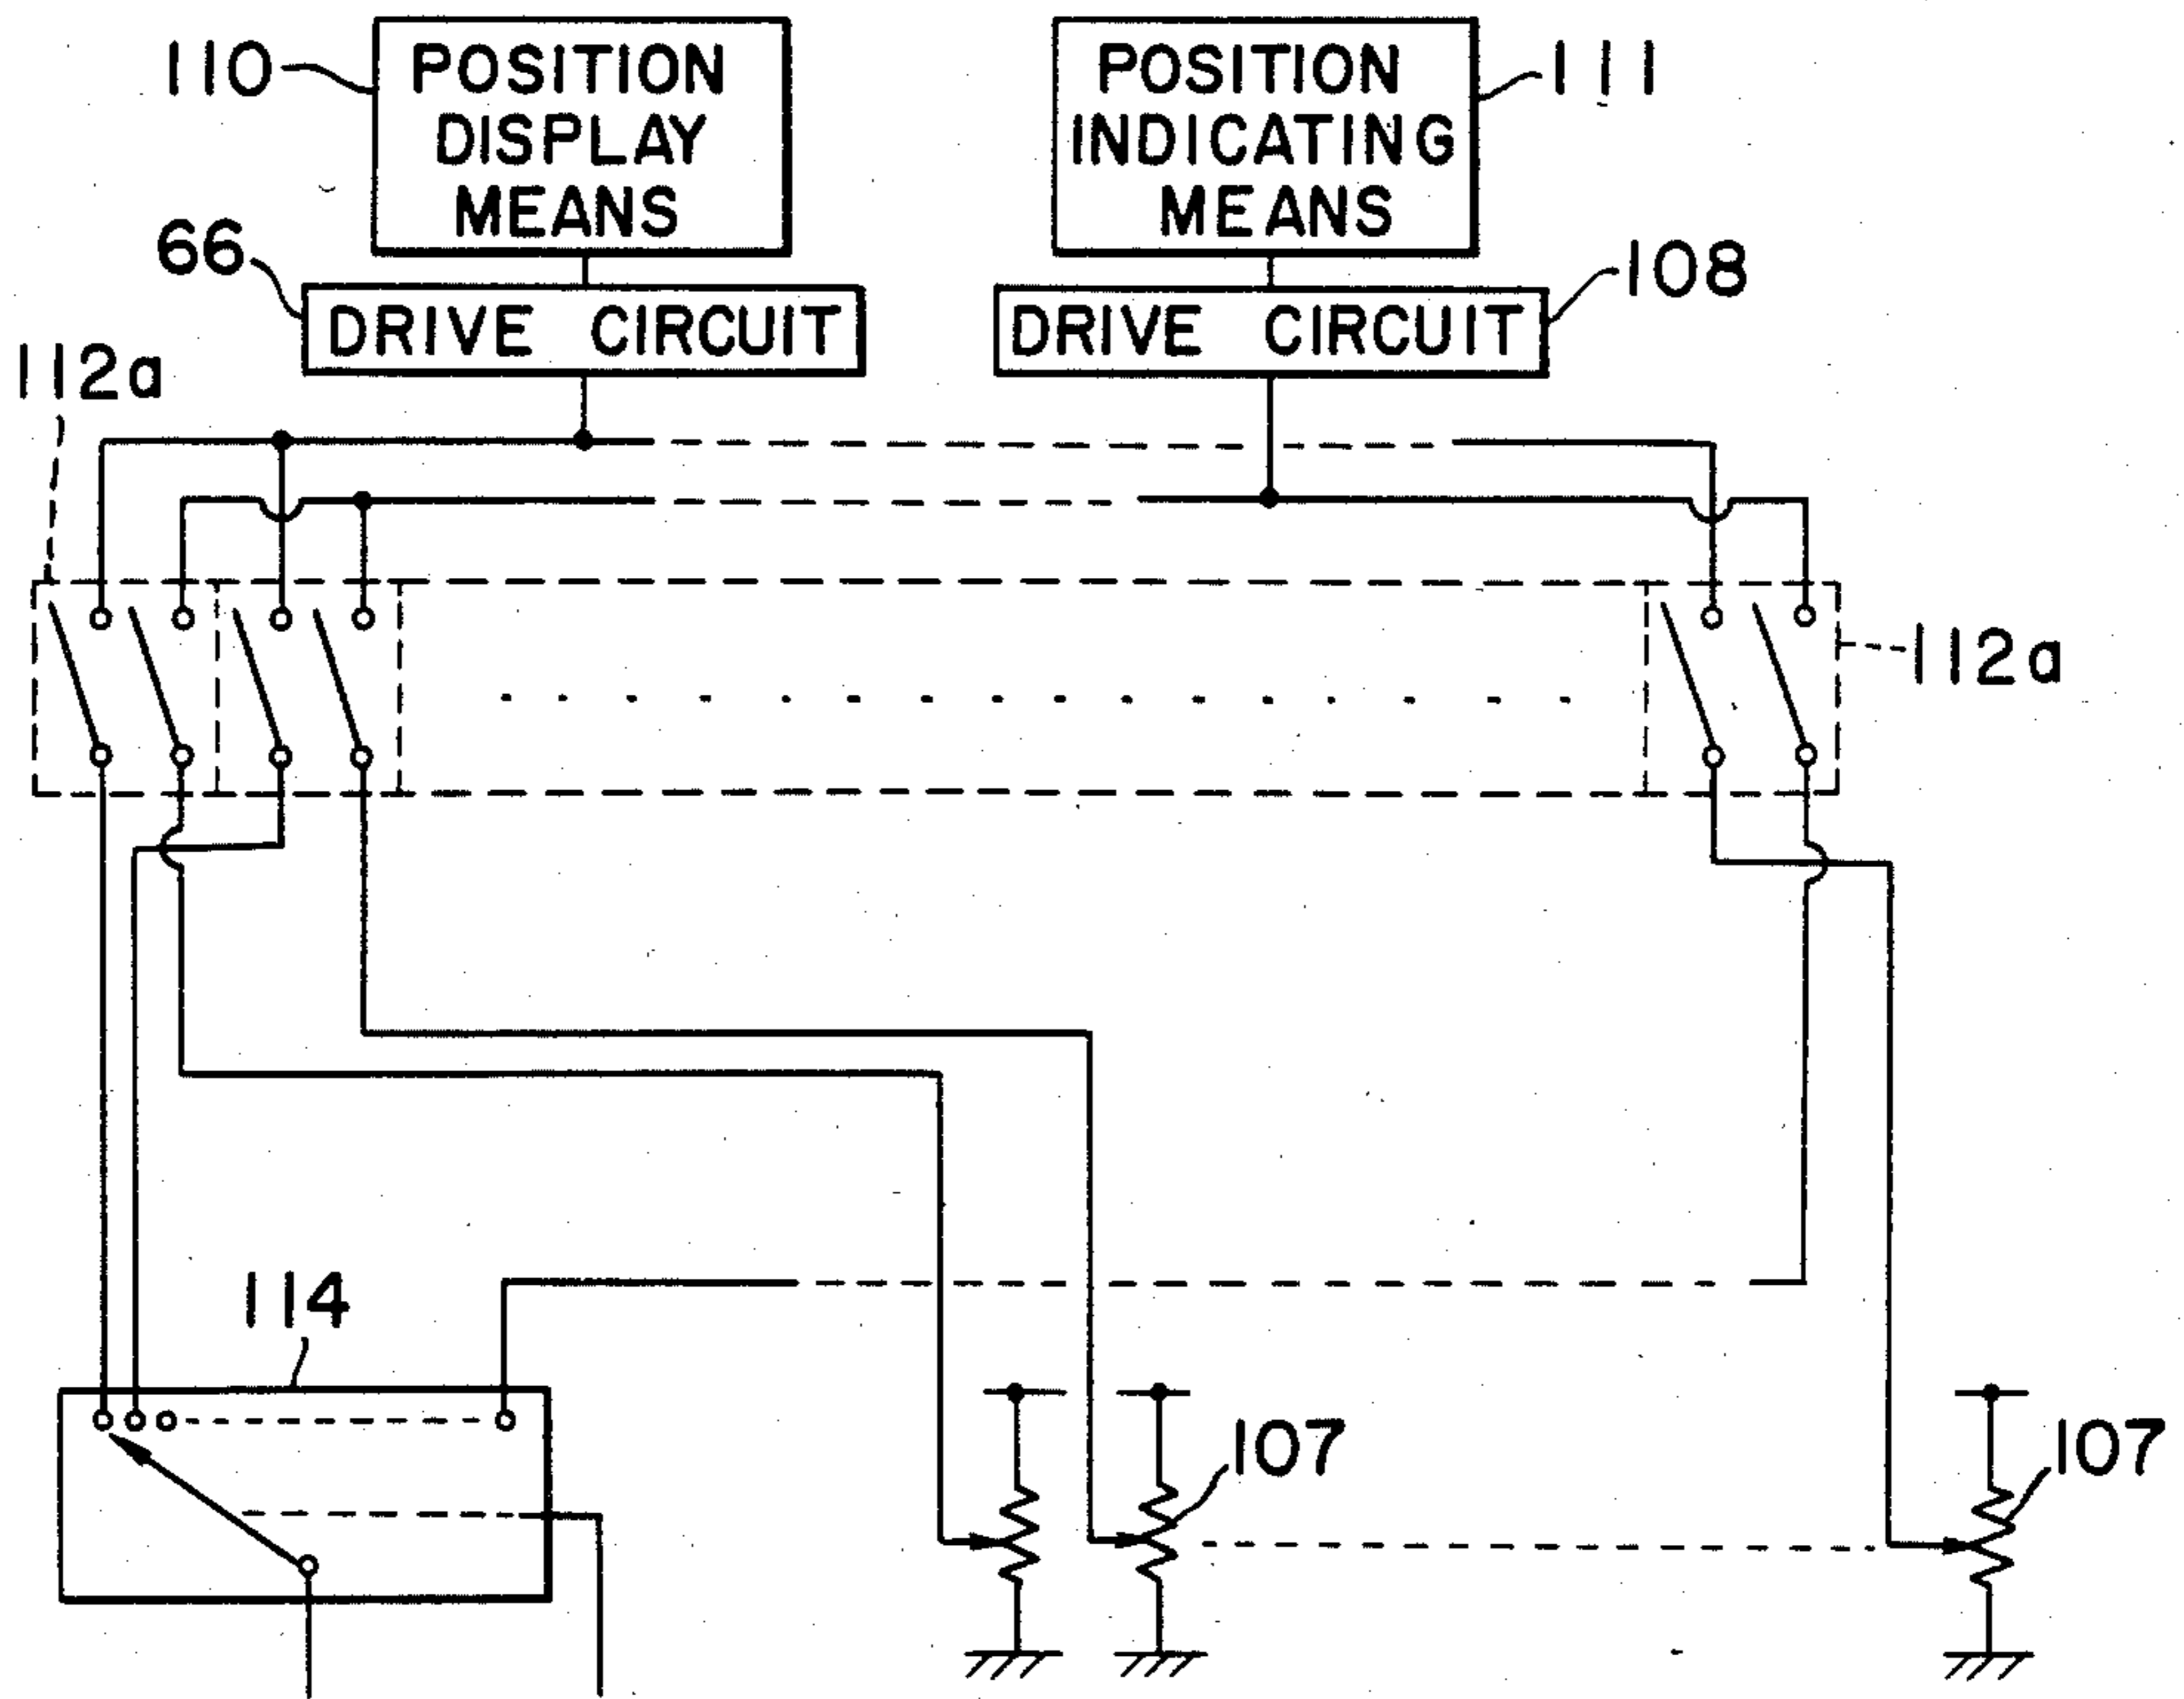 110
POSITION
DISPLAY
MEANS
POSITION
INDICATING
MEANS
111
66
DRIVE CIRCUIT
DRIVE CIRCUIT
108
112a
112a
114
107
107